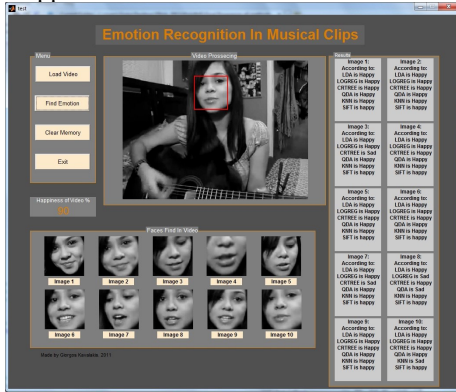 test
Emotion Recognition In Musical Clips
Menu
Load Video
Find Emotion
Clear Memory
Exit
Happiness of Video %
Video Prossecing
Faces Find In Video
Image 1
Image 2
Image 3
Image 4
Image 5
Image 6
Image 7
Image 8
Image 9
Image 10
Made by Giorgos 2011
Results
Image 1:
According to:
LDA is Happy
LOGREG is Happy
CRTREE is Happy
QDA is Happy
KNN is Happy
SIFT is happy
Image 2:
According to:
LDA is Happy
LOGREG is Happy
CRTREE is Happy
QDA is Happy
KNN is Happy
SIFT is happy
Image 3:
According to:
LDA is Happy
LOGREG is Happy
CRTREE is Sad
QDA is Happy
KNN is Happy
SIFT is happy
Image 4:
According to:
LDA is Happy
LOGREG is Happy
CRTREE is Happy
QDA is Happy
KNN is Happy
SIFT is happy
Image 5:
According to:
LDA is Happy
LOGREG is Happy
CRTREE is Happy
QDA is Happy
KNN is Happy
SIFT is happy
Image 6:
According to:
LDA is Happy
LOGREG is Happy
CRTREE is Happy
QDA is Happy
KNN is Happy
SIFT is happy
Image 7:
According to:
LDA is Happy
LOGREG is Happy
CRTREE is Sad
QDA is Happy
KNN is Happy
SIFT is happy
Image 8:
According to:
LDA is Happy
LOGREG is Sad
CRTREE is Happy
QDA is Sad
KNN is Happy
SIFT is happy
Image 9:
According to:
LDA is Happy
LOGREG is Happy
CRTREE is Happy
QDA is Happy
KNN is Happy
SIFT is happy
Image 10:
According to:
LDA is Happy
LOGREG is Happy
CRTREE is Happy
QDA is Happy
KNN is Happy
SIFT is happy